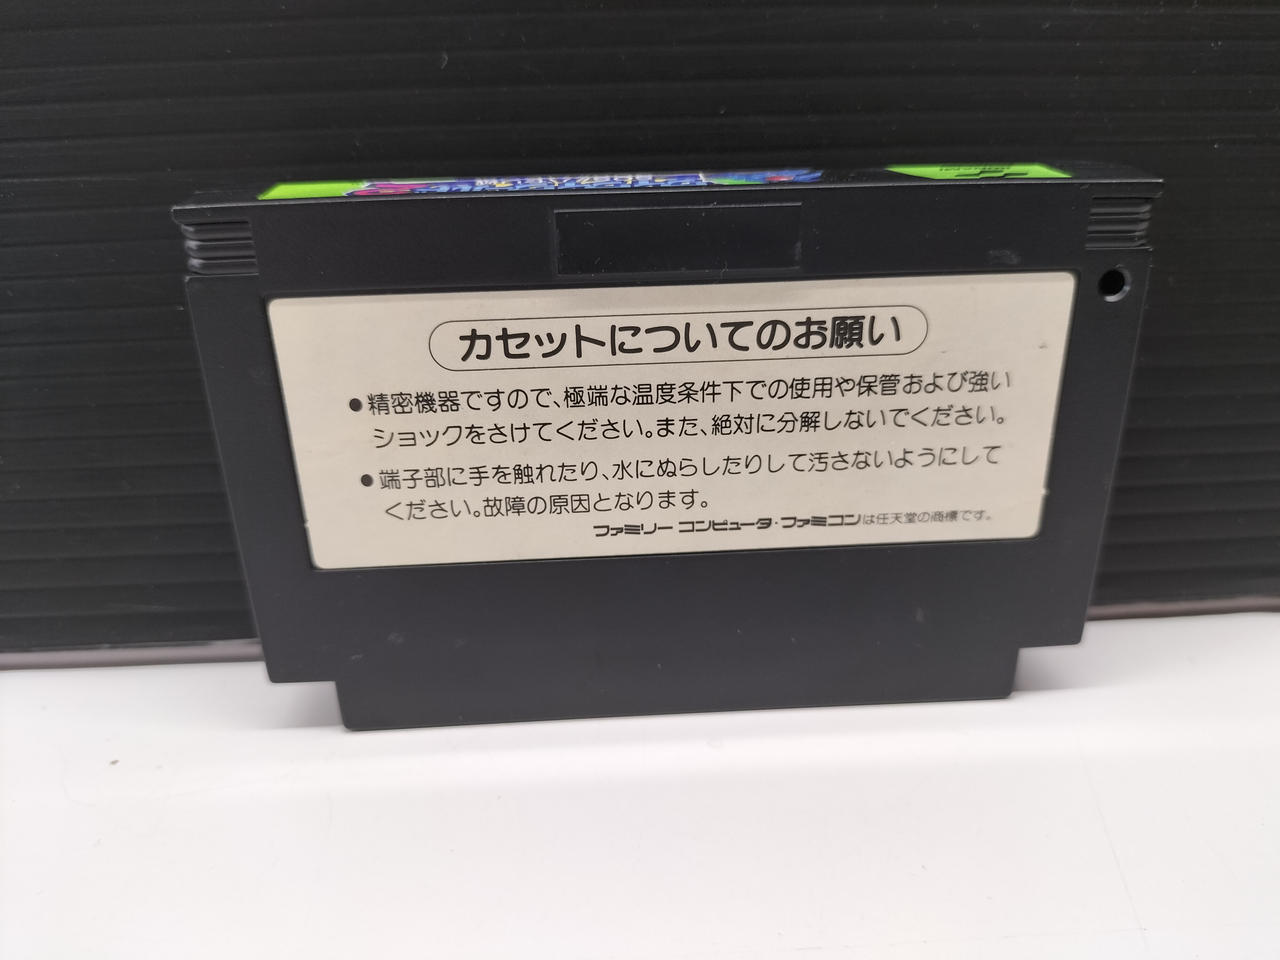 カセットについてのお願い
●精密機器ですので、極端な温度条件下での使用や保管および強い
ショックをさけてください。また、絶対に分解しないでください。
●端子部に手を触れたり、水にぬらしたりして汚さないようにして
ください。故障の原因となります。
ファミリー コンピュータ・ファミコンは任天堂の商標です。